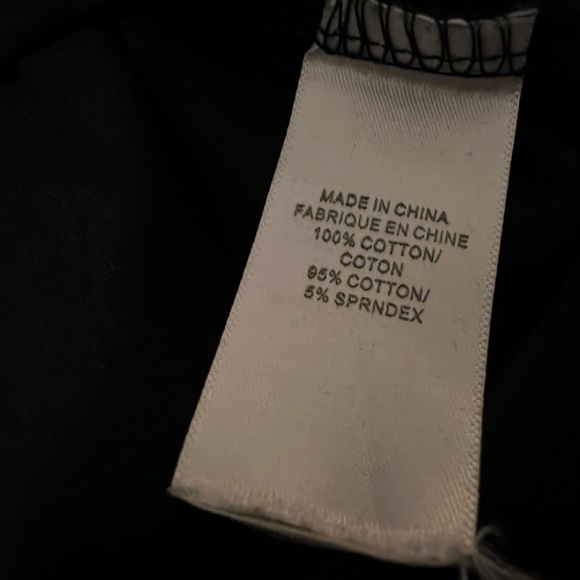 MADE IN CHINA
FABRIQUE EN CHINE
100% COTTON/
COTON
95% COTTON/
5% SPRNDEX